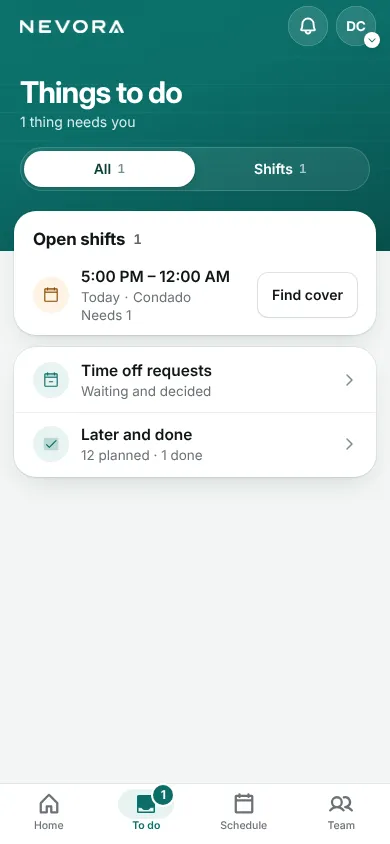 NEVORA
DC
Things to do
1 thing needs you
All 1
Shifts 1
Open shifts 1
5:00 PM – 12:00 AM
Today · Condado
Needs 1
Find cover
Time off requests
Waiting and decided
Later and done
12 planned · 1 done
1
Home
To do
Schedule
Team